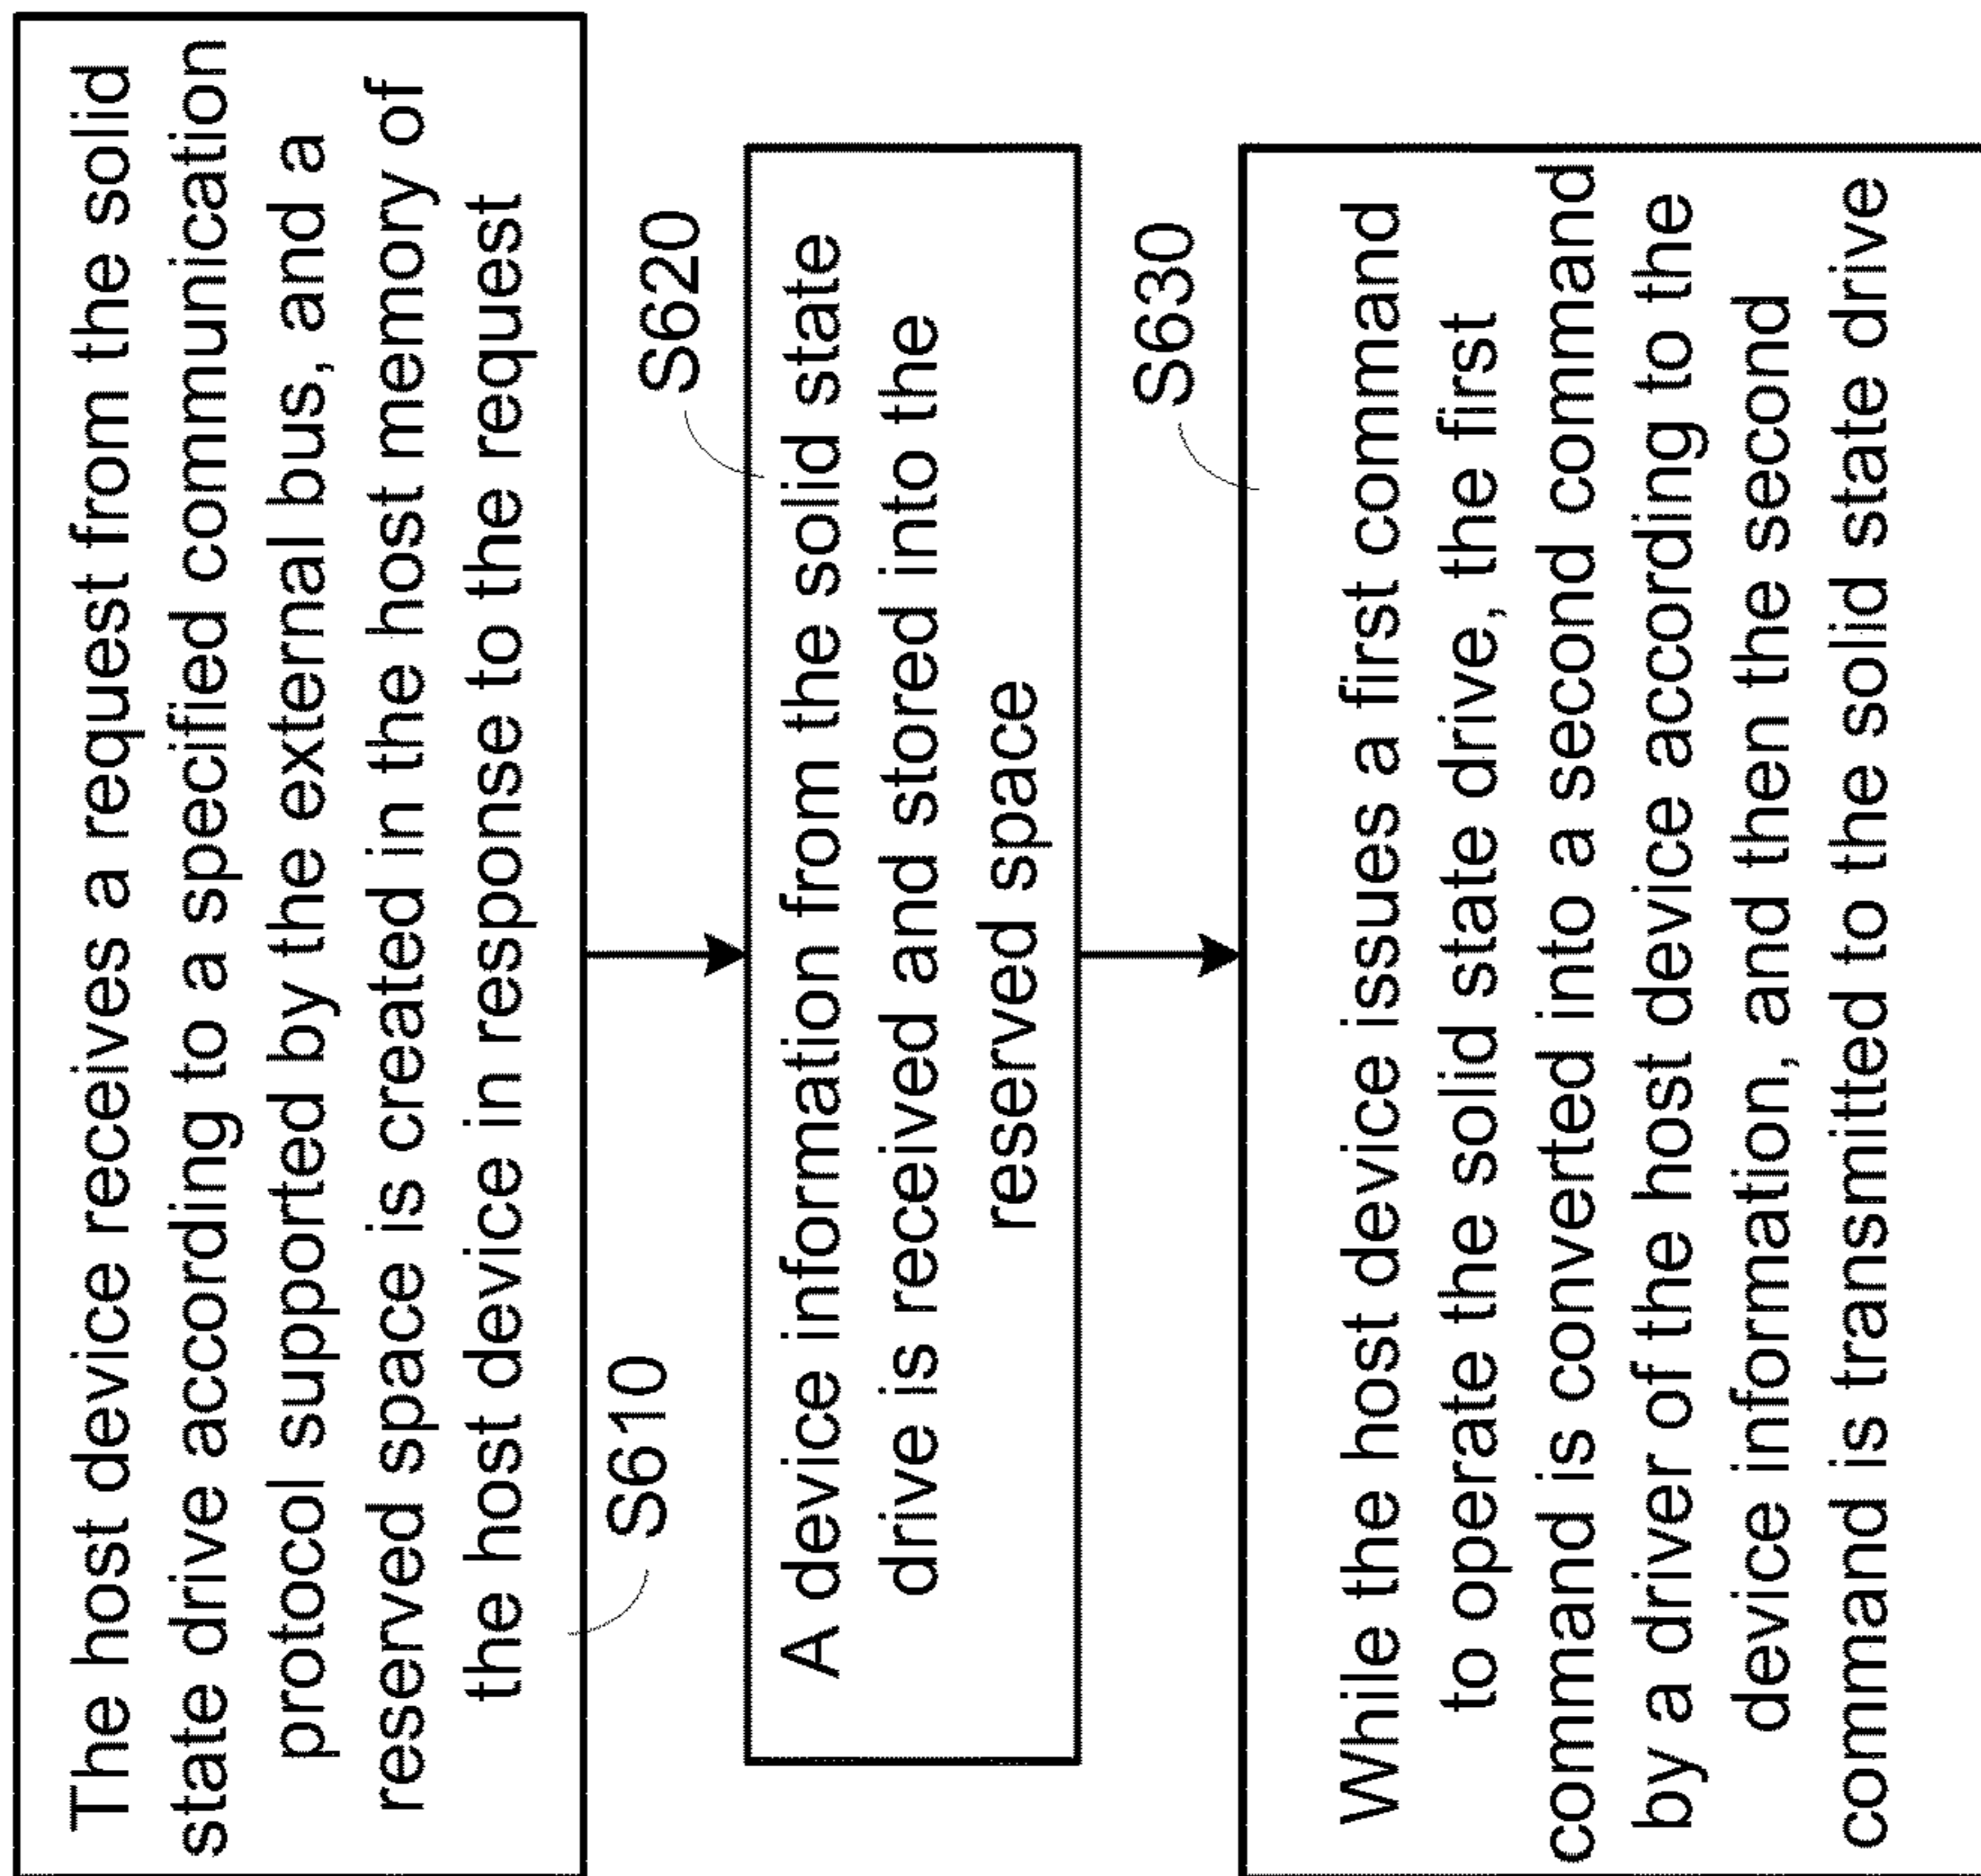 The host device receives a request from the solid
state drive according to a specified communication
protocol supported by the external bus, and a
reserved space is created in the host memory of
the host device in response to the request
S610
S620
A device information from the solid state
drive is received and stored into the
reserved space
S630
While the host device issues a first command
to operate the solid state drive, the first
command is converted into a second command
by a driver of the host device according to the
device information, and then the second
command is transmitted to the solid state drive